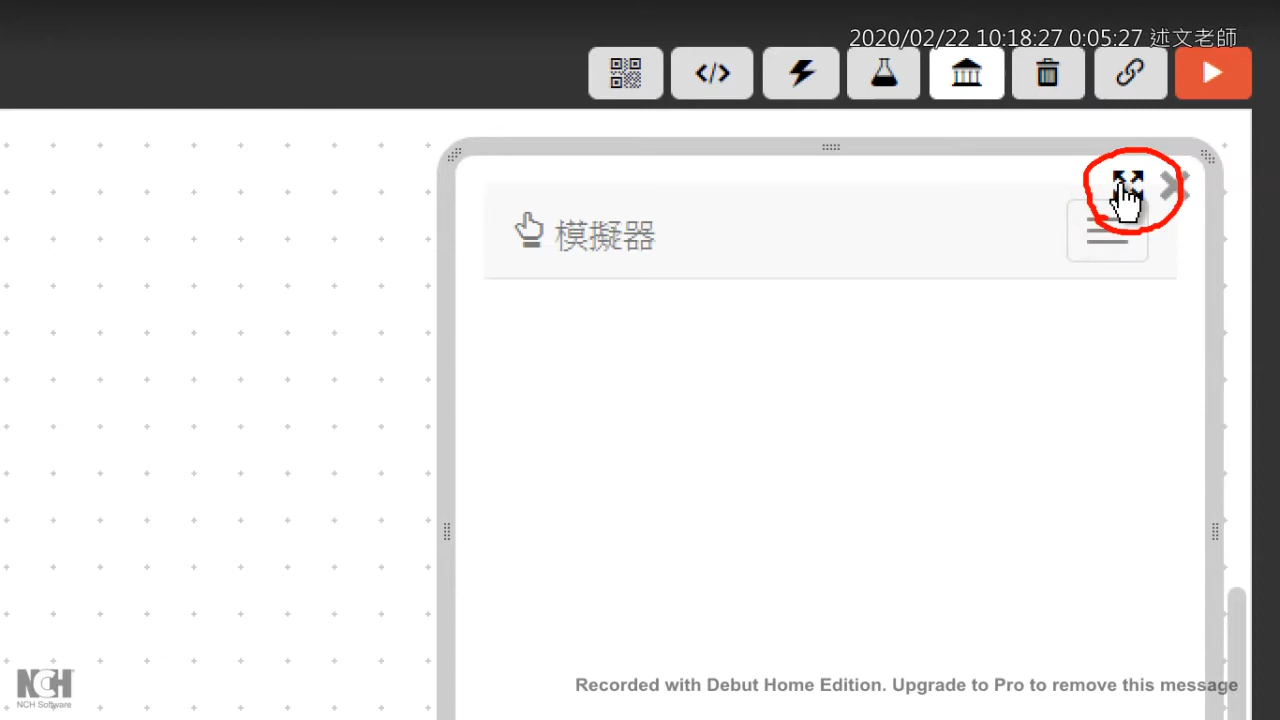 2020/02/22 10:18:27 0:05:27 述文老師
</>
模擬器
NCH
NCH Software
Recorded with Debut Home Edition. Upgrade to Pro to remove this message